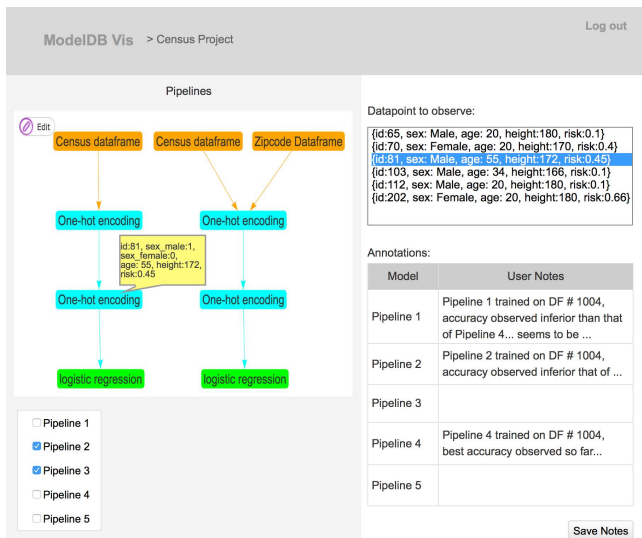 Log out
ModelDB Vis > Census Project
Pipelines
Edit
Census dataframe Census dataframe Zipcode Dataframe
One-hot encoding One-hot encoding
id:81, sex_male:1,
sex_female:0,
age: 55, height:172,
risk:0.45
One-hot encoding One-hot encoding
logistic regression logistic regression
Pipeline 1
Pipeline 2
Pipeline 3
Pipeline 4
Pipeline 5
Datapoint to observe:
{id:65, sex: Male, age: 20, height:180, risk:0.1}
{id:70, sex: Female, age: 20, height:170, risk:0.4}
{id:81, sex: Male, age: 55, height:172, risk:0.45}
{id:103, sex: Male, age: 34, height:166, risk:0.1}
{id:112, sex: Male, age: 20, height:180, risk:0.1}
{id:202, sex: Female, age: 20, height:180, risk:0.66}
Annotations:
Model User Notes
Pipeline 1
Pipeline 1 trained on DF # 1004,
accuracy observed inferior than that
of Pipeline 4... seems to be ...
Pipeline 2
Pipeline 2 trained on DF # 1004,
accuracy observed inferior that of ...
Pipeline 3
Pipeline 4
Pipeline 4 trained on DF # 1004,
best accuracy observed so far...
Pipeline 5
Save Notes